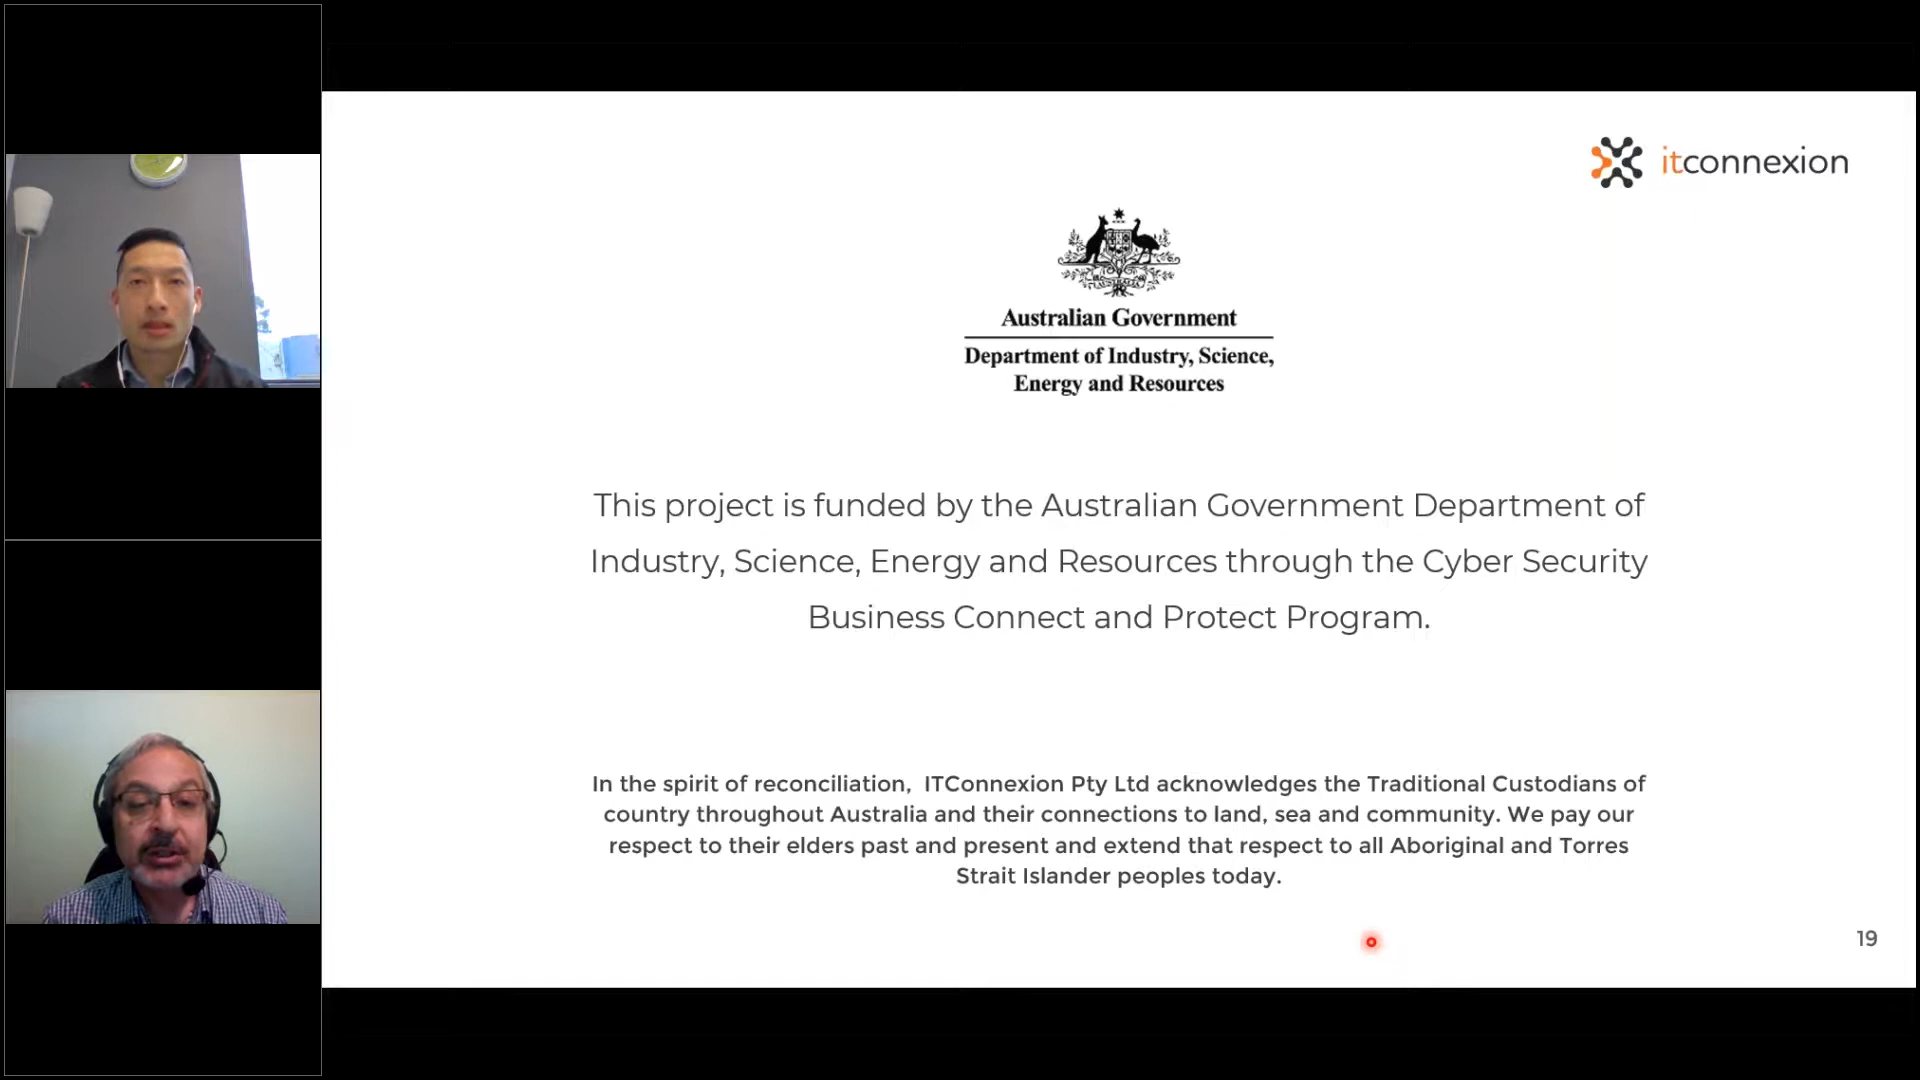 itconnexion
Australian Government
Department of Industry, Science,
Energy and Resources
This project is funded by the Australian Government Department of
Industry, Science, Energy and Resources through the Cyber Security
Business Connect and Protect Program.
In the spirit of reconciliation,  ITConnexion Pty Ltd acknowledges the Traditional Custodians of
country throughout Australia and their connections to land, sea and community. We pay our
respect to their elders past and present and extend that respect to all Aboriginal and Torres
Strait Islander peoples today.
19